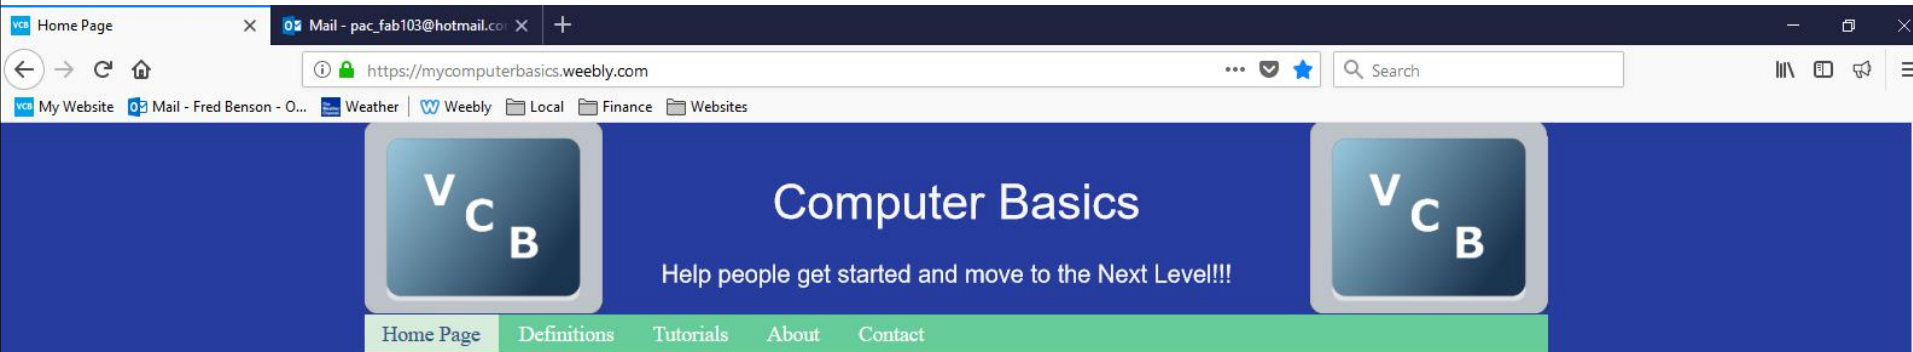 VCB Home Page
Mail - pac_fab103@hotmail.co
https://mycomputerbasics.weebly.com
Search
VCB My Website Mail - Fred Benson - O... Weather W Weebly Local Finance Websites
V C B
Computer Basics
Help people get started and move to the Next Level!!!
V C B
Home Page Definitions Tutorials About Contact